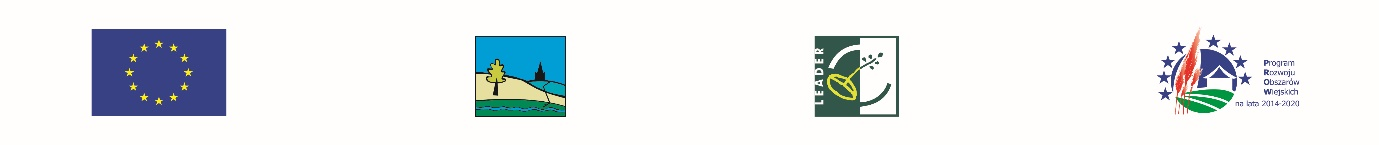 LEADER
Program
Rozwoju
Obszarów
Wiejskich
na lata 2014-2020